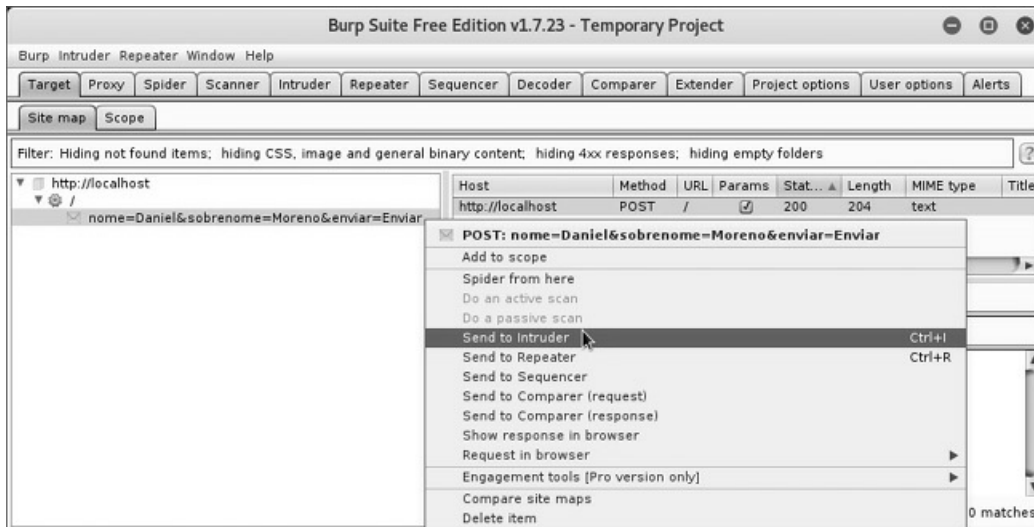 Burp Suite Free Edition v1.7.23 - Temporary Project
Burp Intruder Repeater Window Help
Target Proxy Spider Scanner Intruder Repeater Sequencer Decoder Comparer Extender Project options User options Alerts
Site map Scope
Filter: Hiding not found items; hiding CSS, image and general binary content; hiding 4xx responses; hiding empty folders ?
http://localhost
/
nome=Daniel&sobrenome=Moreno&enviar=Enviar
Host Method URL Params Stat... Length MIME type Title
http://localhost POST / 200 204 text
POST: nome=Daniel&sobrenome=Moreno&enviar=Enviar
Add to scope
Spider from here
Do an active scan
Do a passive scan
Send to Intruder Ctrl+I
Send to Repeater Ctrl+R
Send to Sequencer
Send to Comparer (request)
Send to Comparer (response)
Show response in browser
Request in browser
Engagement tools [Pro version only]
Compare site maps
Delete item
0 matches